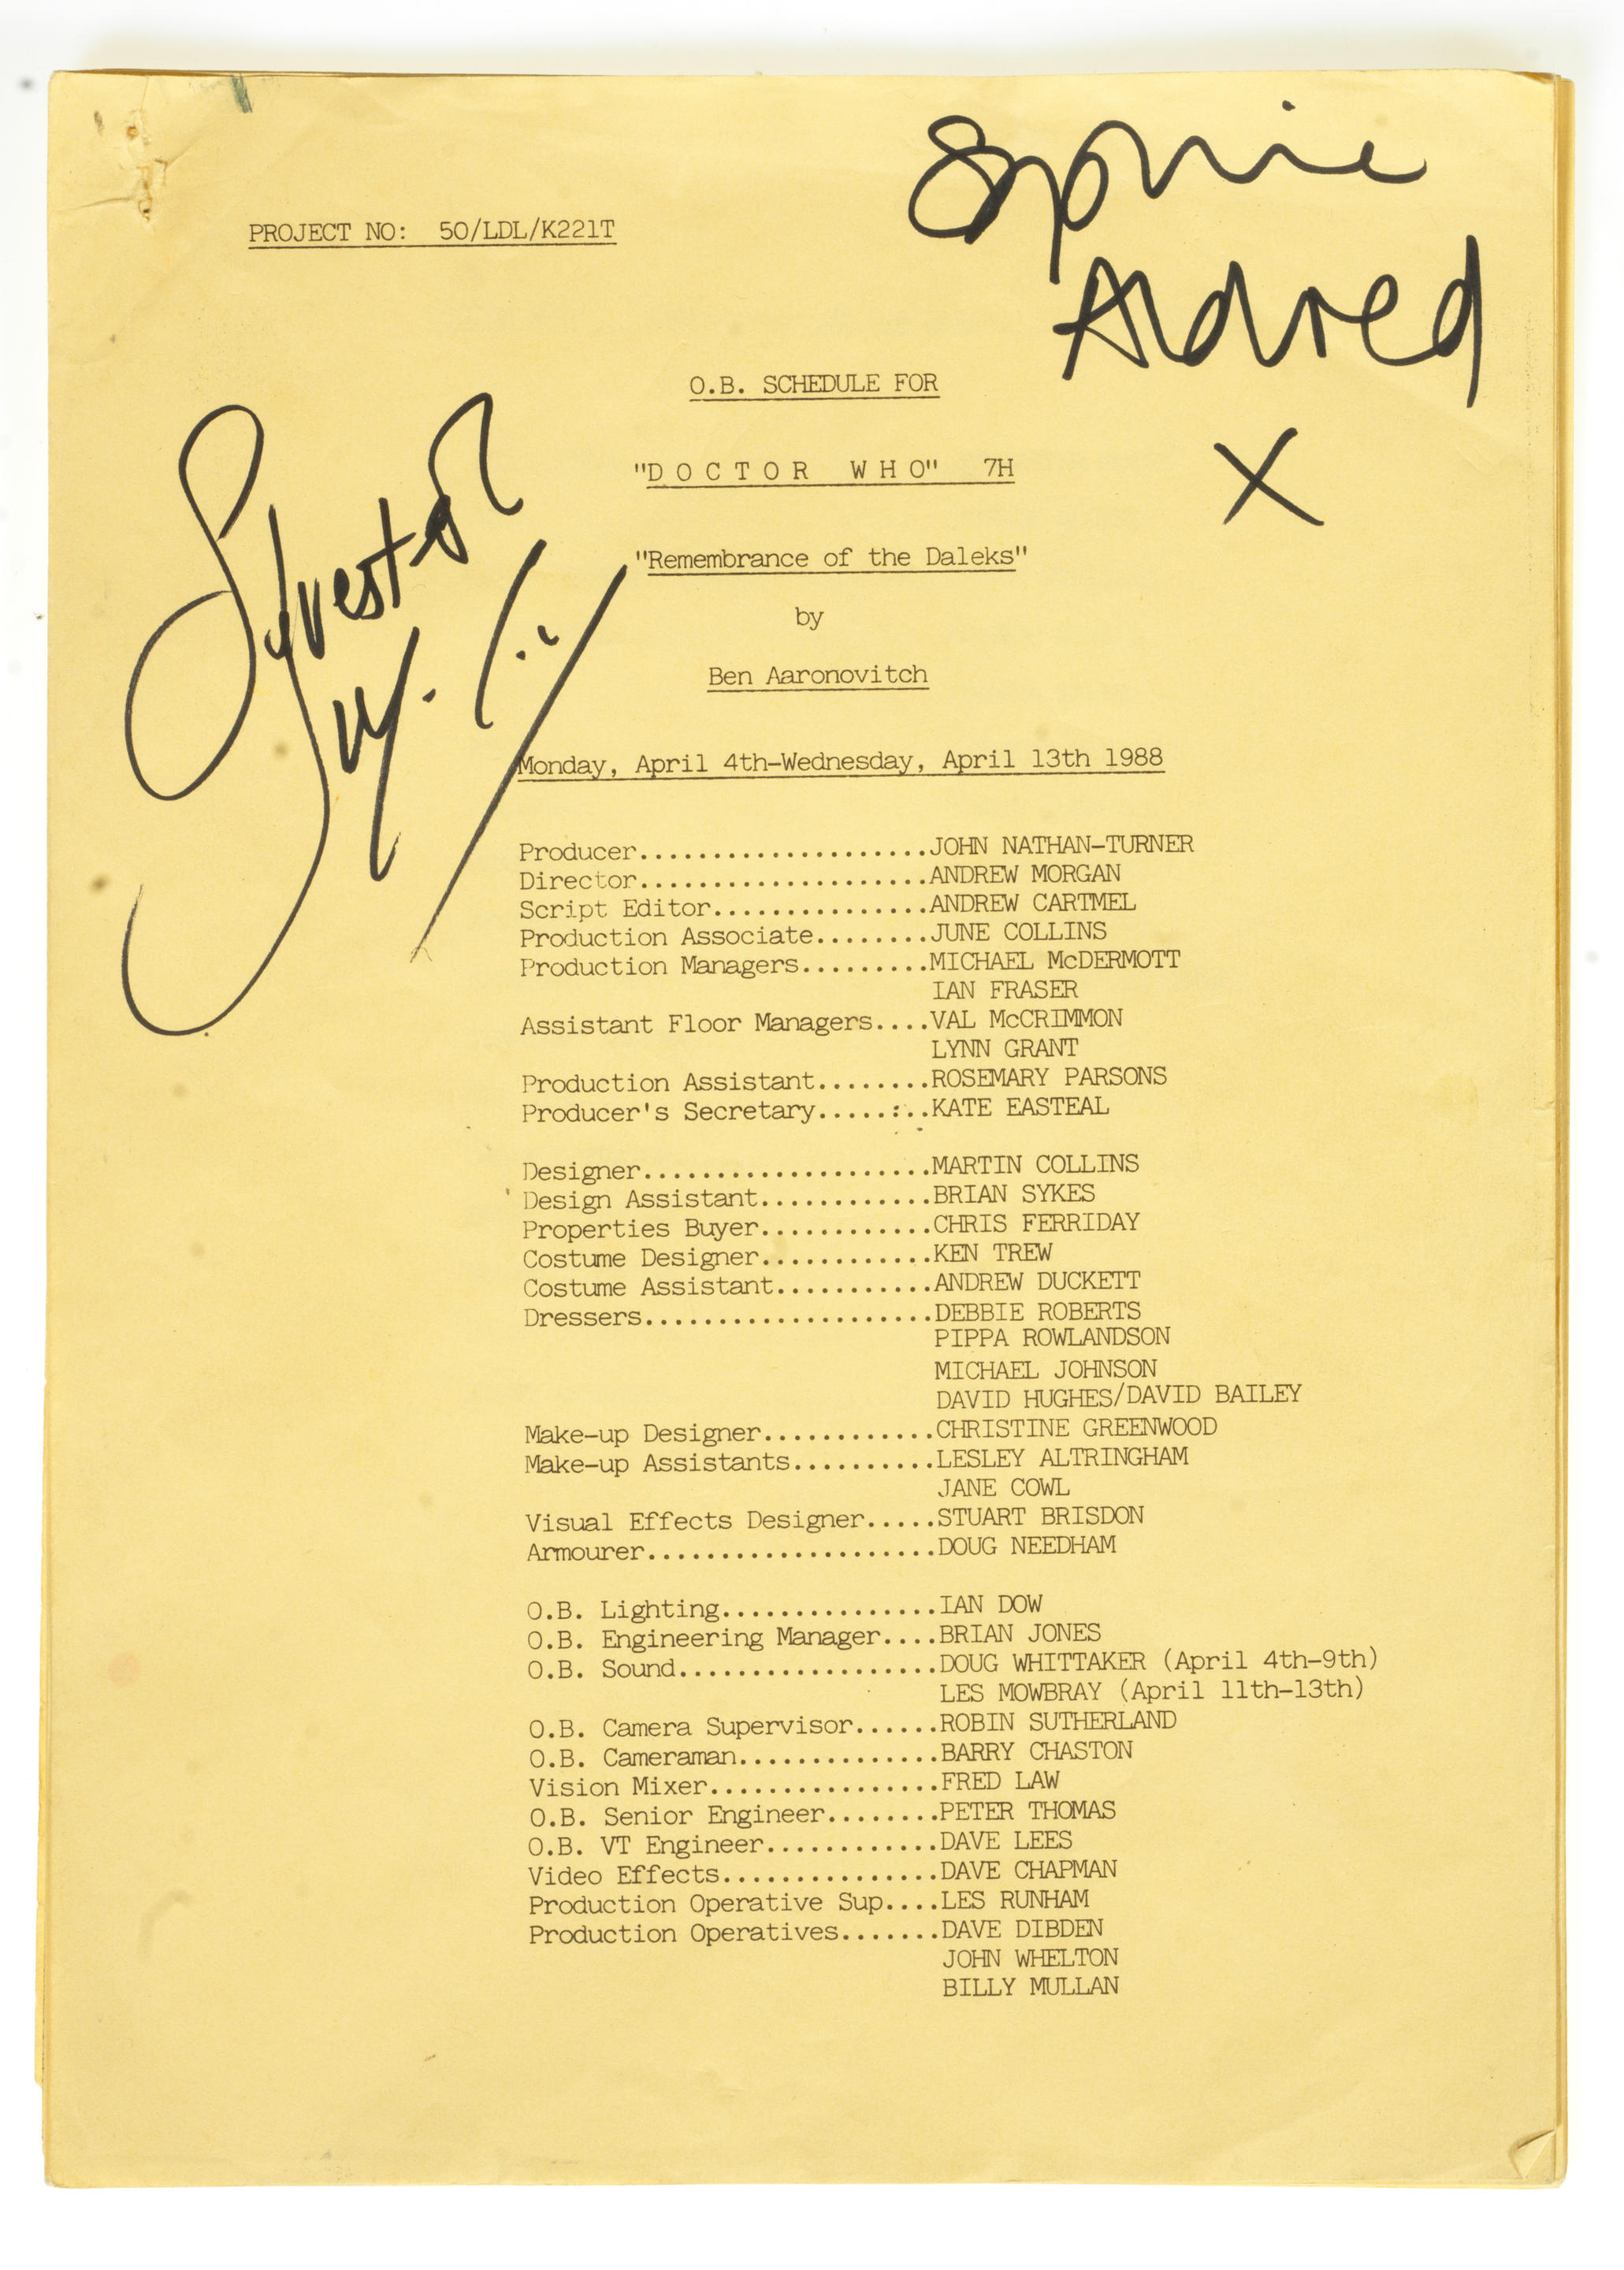 Sophie
Aldred
X
PROJECT NO: 50/LDL/K221T
O.B. SCHEDULE FOR
"DOCTOR WHO" 7H
Sylvester
"Remembrance of the Daleks"
by
Ben Aaronovitch
Monday, April 4th-Wednesday, April 13th 1988
Producer....................JOHN NATHAN-TURNER
Director....................ANDREW MORGAN
Script Editor...............ANDREW CARTMEL
Production Associate........JUNE COLLINS
Production Managers.........MICHAEL McDERMOTT
IAN FRASER
Assistant Floor Managers....VAL McCRIMMON
LYNN GRANT
Production Assistant........ROSEMARY PARSONS
Producer's Secretary.....:..KATE EASTEAL
Designer....................MARTIN COLLINS
Design Assistant............BRIAN SYKES
Properties Buyer............CHRIS FERRIDAY
Costume Designer............KEN TREW
Costume Assistant...........ANDREW DUCKETT
Dressers....................DEBBIE ROBERTS
PIPPA ROWLANDSON
MICHAEL JOHNSON
DAVID HUGHES/DAVID BAILEY
Make-up Designer............CHRISTINE GREENWOOD
Make-up Assistants..........LESLEY ALTRINGHAM
JANE COWL
Visual Effects Designer.....STUART BRISDON
Armourer....................DOUG NEEDHAM
O.B. Lighting...............IAN DOW
O.B. Engineering Manager....BRIAN JONES
O.B. Sound..................DOUG WHITTAKER (April 4th-9th)
LES MOWBRAY (April 11th-13th)
O.B. Camera Supervisor......ROBIN SUTHERLAND
O.B. Cameraman..............BARRY CHASTON
Vision Mixer................FRED LAW
O.B. Senior Engineer........PETER THOMAS
O.B. VT Engineer............DAVE LEES
Video Effects...............DAVE CHAPMAN
Production Operative Sup....LES RUNHAM
Production Operatives.......DAVE DIBDEN
JOHN WHELTON
BILLY MULLAN